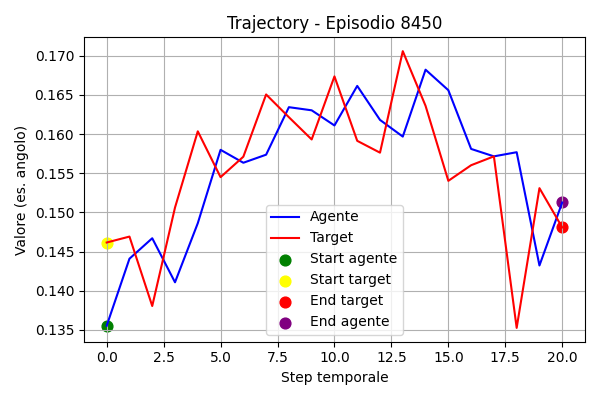 Trajectory - Episodio 8450
Valore (es. angolo)
0.170
0.165
0.160
0.155
0.150
0.145
0.140
0.135
Agente
Target
Start agente
Start target
End target
End agente
0.0 2.5 5.0 7.5 10.0 12.5 15.0 17.5 20.0
Step temporale